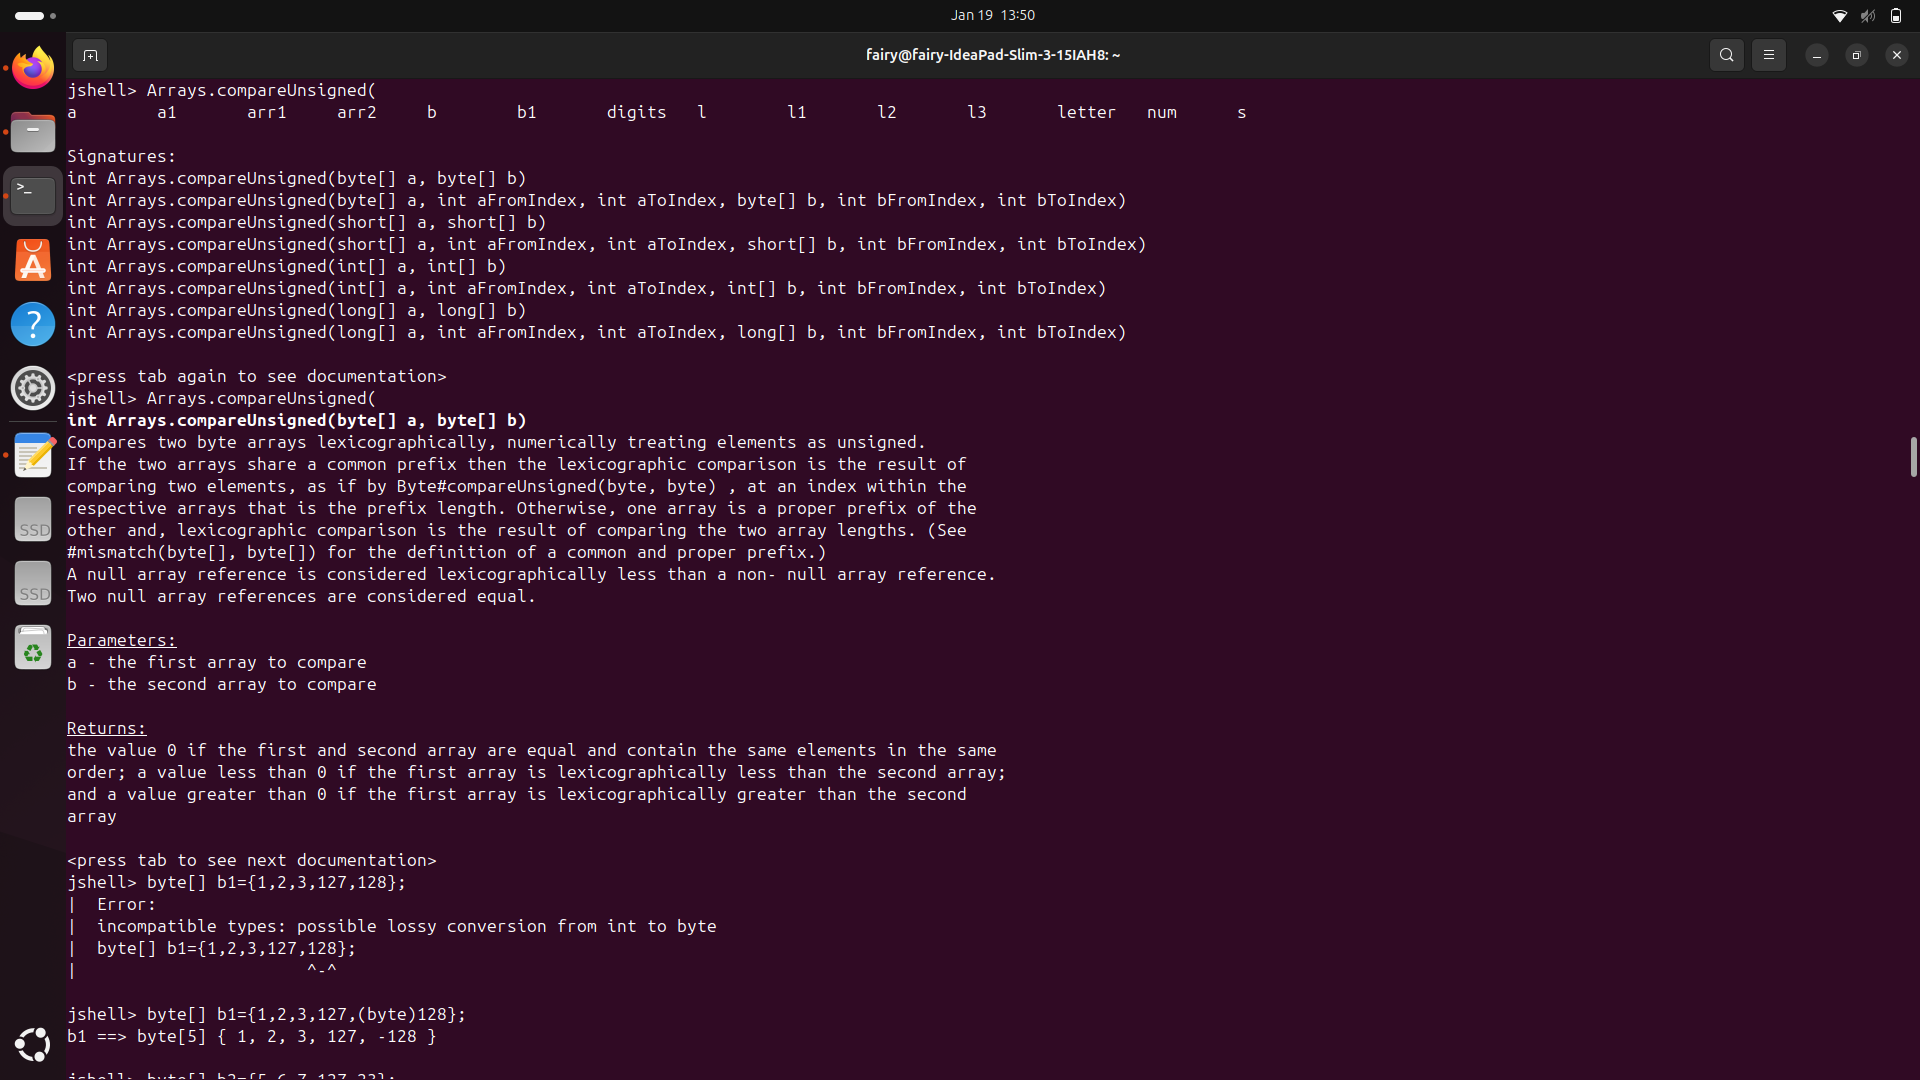 Jan 19 13:50
fairy@fairy-IdeaPad-Slim-3-15IAH8: ~
jshell> Arrays.compareUnsigned(
a a1 arr1 arr2 b b1 digits l l1 l2 l3 letter num s
Signatures:
int Arrays.compareUnsigned(byte[] a, byte[] b)
int Arrays.compareUnsigned(byte[] a, int aFromIndex, int aToIndex, byte[] b, int bFromIndex, int bToIndex)
int Arrays.compareUnsigned(short[] a, short[] b)
int Arrays.compareUnsigned(short[] a, int aFromIndex, int aToIndex, short[] b, int bFromIndex, int bToIndex)
int Arrays.compareUnsigned(int[] a, int[] b)
int Arrays.compareUnsigned(int[] a, int aFromIndex, int aToIndex, int[] b, int bFromIndex, int bToIndex)
int Arrays.compareUnsigned(long[] a, long[] b)
int Arrays.compareUnsigned(long[] a, int aFromIndex, int aToIndex, long[] b, int bFromIndex, int bToIndex)
<press tab again to see documentation>
jshell> Arrays.compareUnsigned(
int Arrays.compareUnsigned(byte[] a, byte[] b)
Compares two byte arrays lexicographically, numerically treating elements as unsigned.
If the two arrays share a common prefix then the lexicographic comparison is the result of
comparing two elements, as if by Byte#compareUnsigned(byte, byte) , at an index within the
respective arrays that is the prefix length. Otherwise, one array is a proper prefix of the
other and, lexicographic comparison is the result of comparing the two array lengths. (See
#mismatch(byte[], byte[]) for the definition of a common and proper prefix.)
A null array reference is considered lexicographically less than a non- null array reference.
Two null array references are considered equal.
Parameters:
a - the first array to compare
b - the second array to compare
Returns:
the value 0 if the first and second array are equal and contain the same elements in the same
order; a value less than 0 if the first array is lexicographically less than the second array;
and a value greater than 0 if the first array is lexicographically greater than the second
array
<press tab to see next documentation>
jshell> byte[] b1={1,2,3,127,128};
| Error:
| incompatible types: possible lossy conversion from int to byte
| byte[] b1={1,2,3,127,128};
| ^-^
jshell> byte[] b1={1,2,3,127,(byte)128};
b1 ==> byte[5] { 1, 2, 3, 127, -128 }
jshell> byte[] b2={5,6,7,127,23};
SSD
SSD